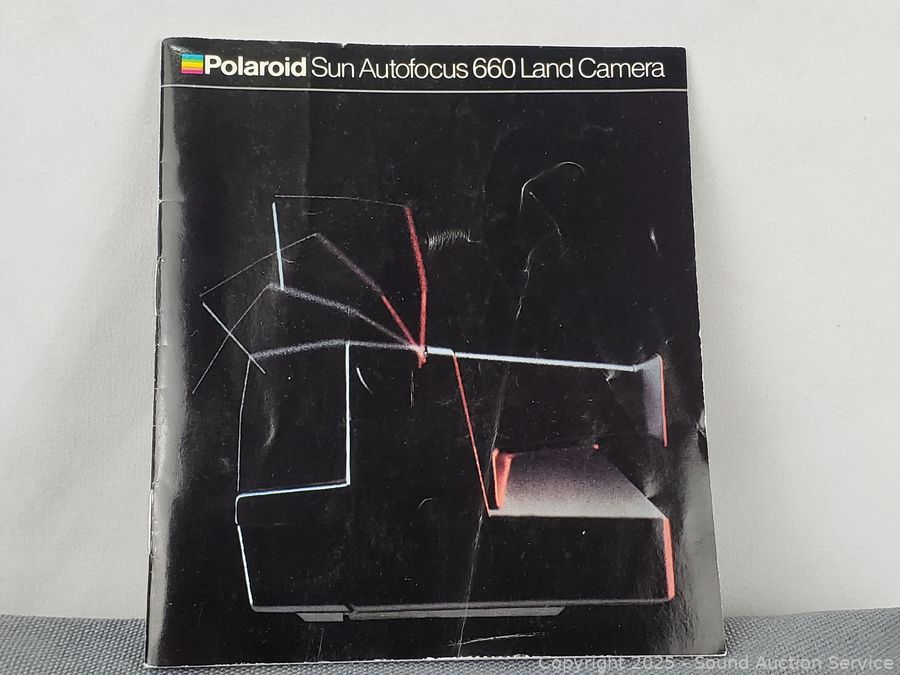 Polaroid Sun Autofocus 660 Land Camera
Copyright 2025 - Sound Auction Service